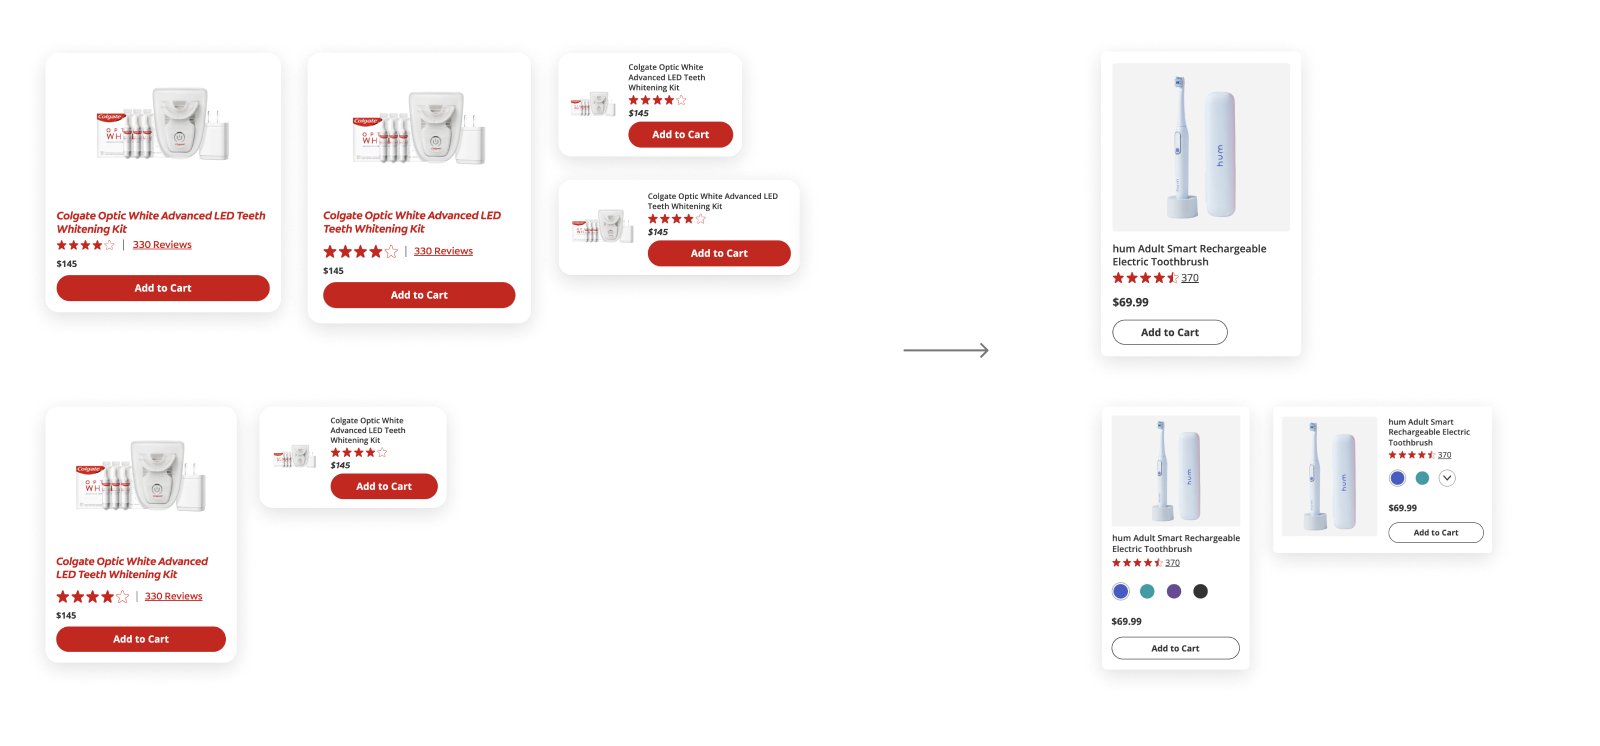 Colgate
OPT
WH
Colgate Optic White Advanced LED Teeth
Whitening Kit
330 Reviews
$145
Add to Cart
Colgate
OPT
WH
Colgate Optic White Advanced LED
Teeth Whitening Kit
330 Reviews
$145
Add to Cart
Colgate Optic White
Advanced LED Teeth
Whitening Kit
$145
Add to Cart
Colgate Optic White Advanced LED
Teeth Whitening Kit
$145
Add to Cart
hum
hum Adult Smart Rechargeable
Electric Toothbrush
370
$69.99
Add to Cart
Colgate
OPT
WH
Colgate Optic White Advanced
LED Teeth Whitening Kit
330 Reviews
$145
Add to Cart
Colgate Optic White
Advanced LED Teeth
Whitening Kit
$145
Add to Cart
hum
hum Adult Smart Rechargeable
Electric Toothbrush
370
$69.99
Add to Cart
hum
hum Adult Smart
Rechargeable Electric
Toothbrush
370
$69.99
Add to Cart